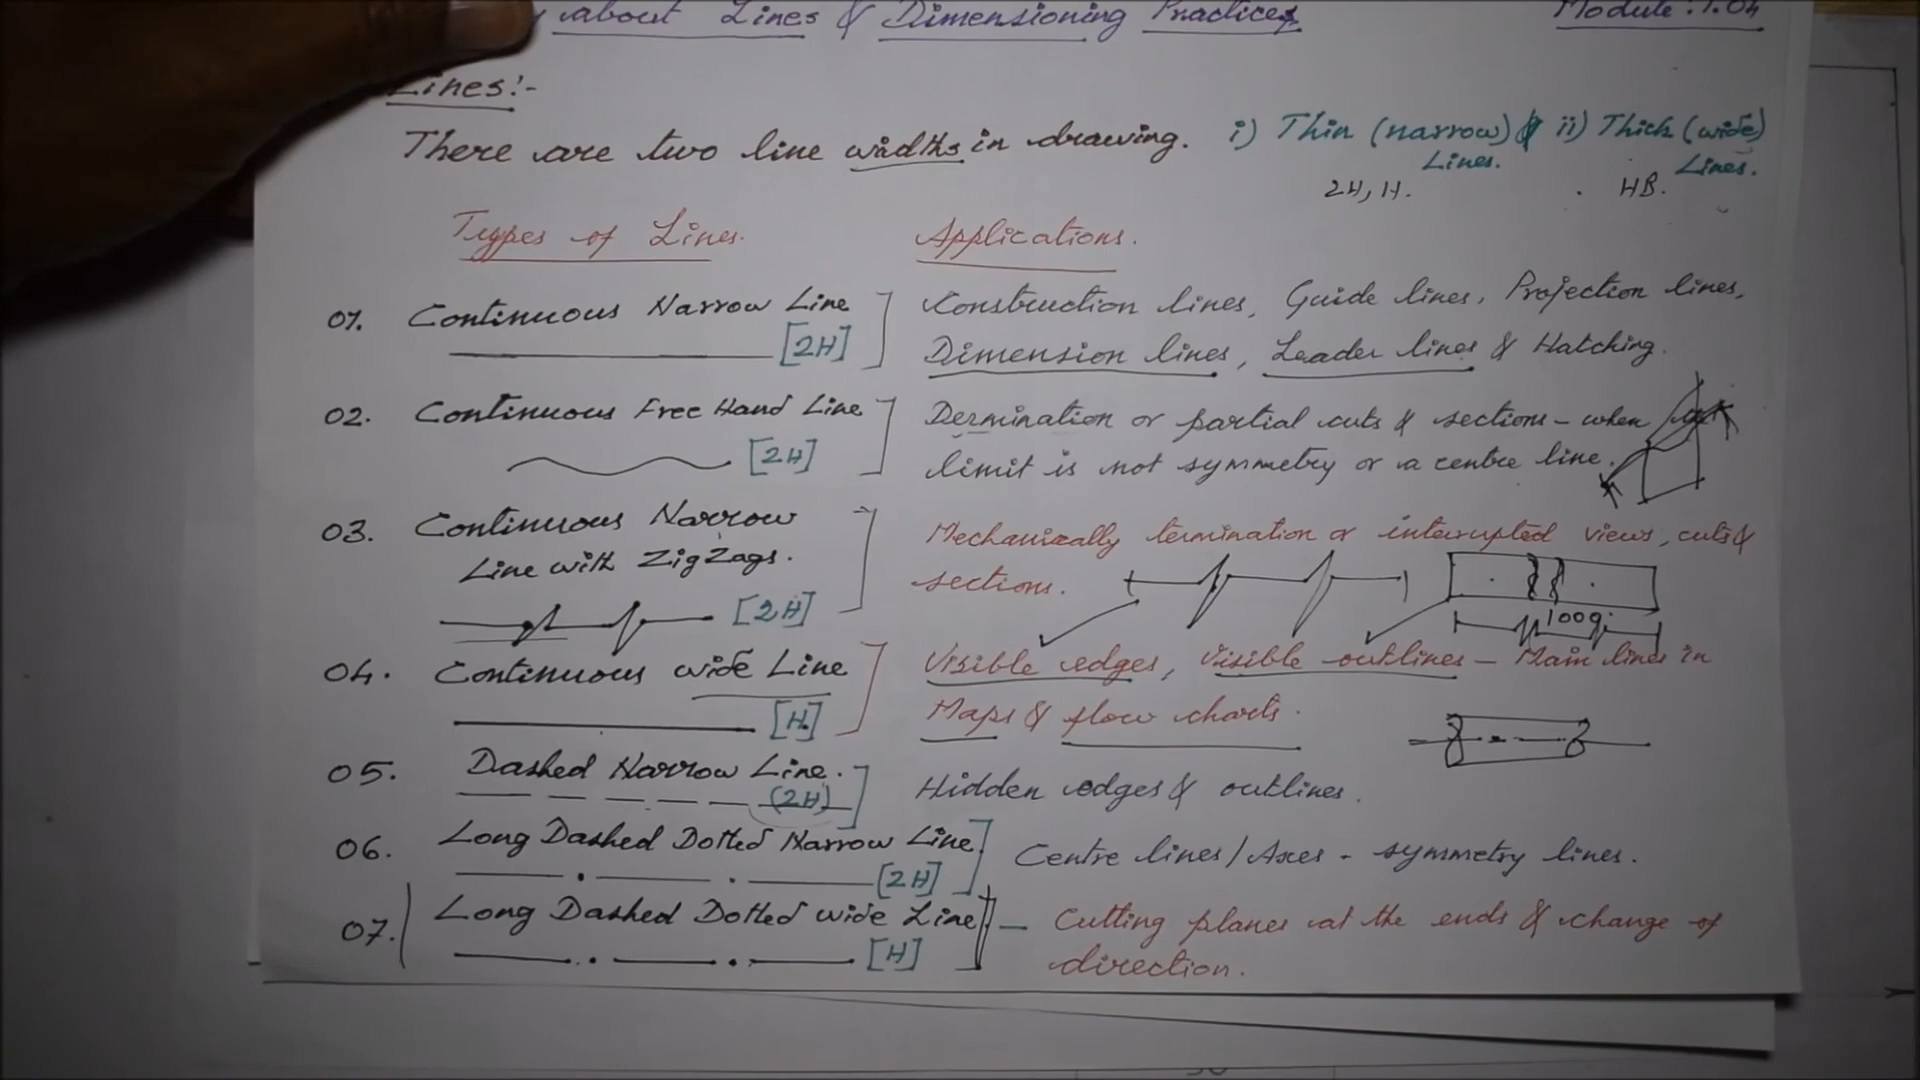 about Lines & Dimensioning Practices Module: 1.04
Lines:-
There are two line widths in drawing. i) Thin (narrow) & ii) Thick (wide)
Lines. Lines.
2H, H. HB.
Types of Lines. Applications.
01. Continuous Narrow Line Construction lines, Guide lines, Projection lines,
[2H] Dimension lines, Leader lines & Hatching.
02. Continuous Free Hand Line Dermination or partial cuts & sections - when
[2H] limit is not symmetry or a centre line.
03. Continuous Narrow Mechanically termination or interrupted views, cuts &
Line with ZigZags. sections.
[2H] 100
04. Continuous wide Line Visible edges, Visible outlines - Main lines in
[H] Maps & flow charts.
05. Dashed Narrow Line. Hidden edges & outlines.
(2H)
06. Long Dashed Dotted Narrow Line. Centre lines / Axes - symmetry lines.
[2H]
07. Long Dashed Dotted wide Line - Cutting planes at the ends & change of
[H] direction.